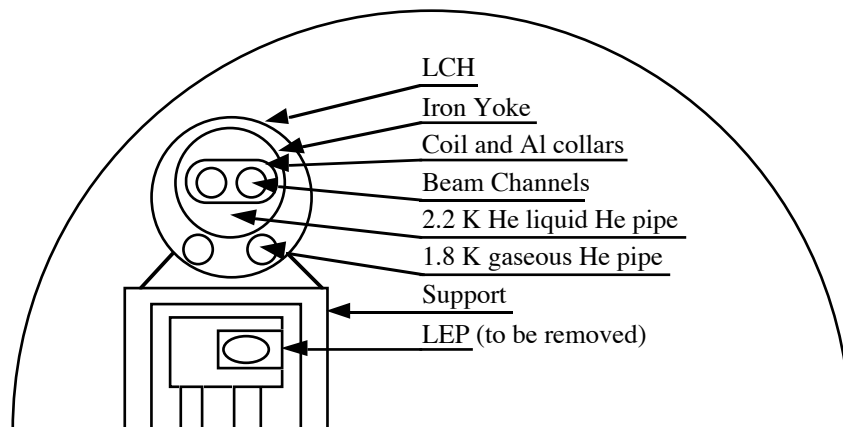 LCH
Iron Yoke
Coil and Al collars
Beam Channels
2.2 K He liquid He pipe
1.8 K gaseous He pipe
Support
LEP (to be removed)